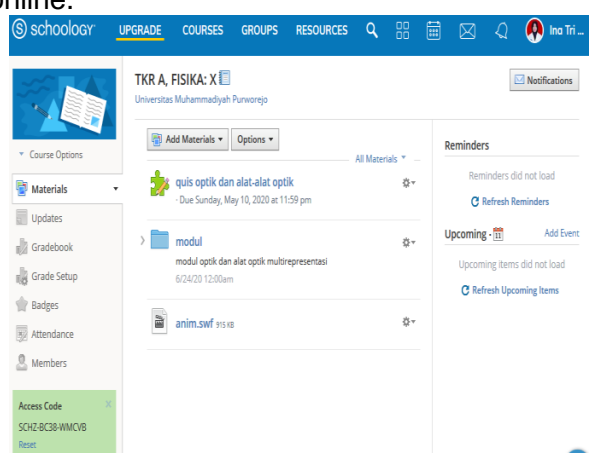 online.
schoology
UPGRADE COURSES GROUPS RESOURCES Ina Tri ...
TKR A, FISIKA: X
Universitas Muhammadiyah Purworejo
Notifications
Course Options
Materials
Updates
Gradebook
Grade Setup
Badges
Attendance
Members
Access Code
SCHZ-BC38-WMCVB
Reset
Add Materials Options
All Materials
quis optik dan alat-alat optik
· Due Sunday, May 10, 2020 at 11:59 pm
modul
modul optik dan alat optik multirepresentasi
6/24/20 12:00am
anim.swf 915 KB
Reminders
Reminders did not load
Refresh Reminders
Upcoming · 11 Add Event
Upcoming items did not load
Refresh Upcoming Items